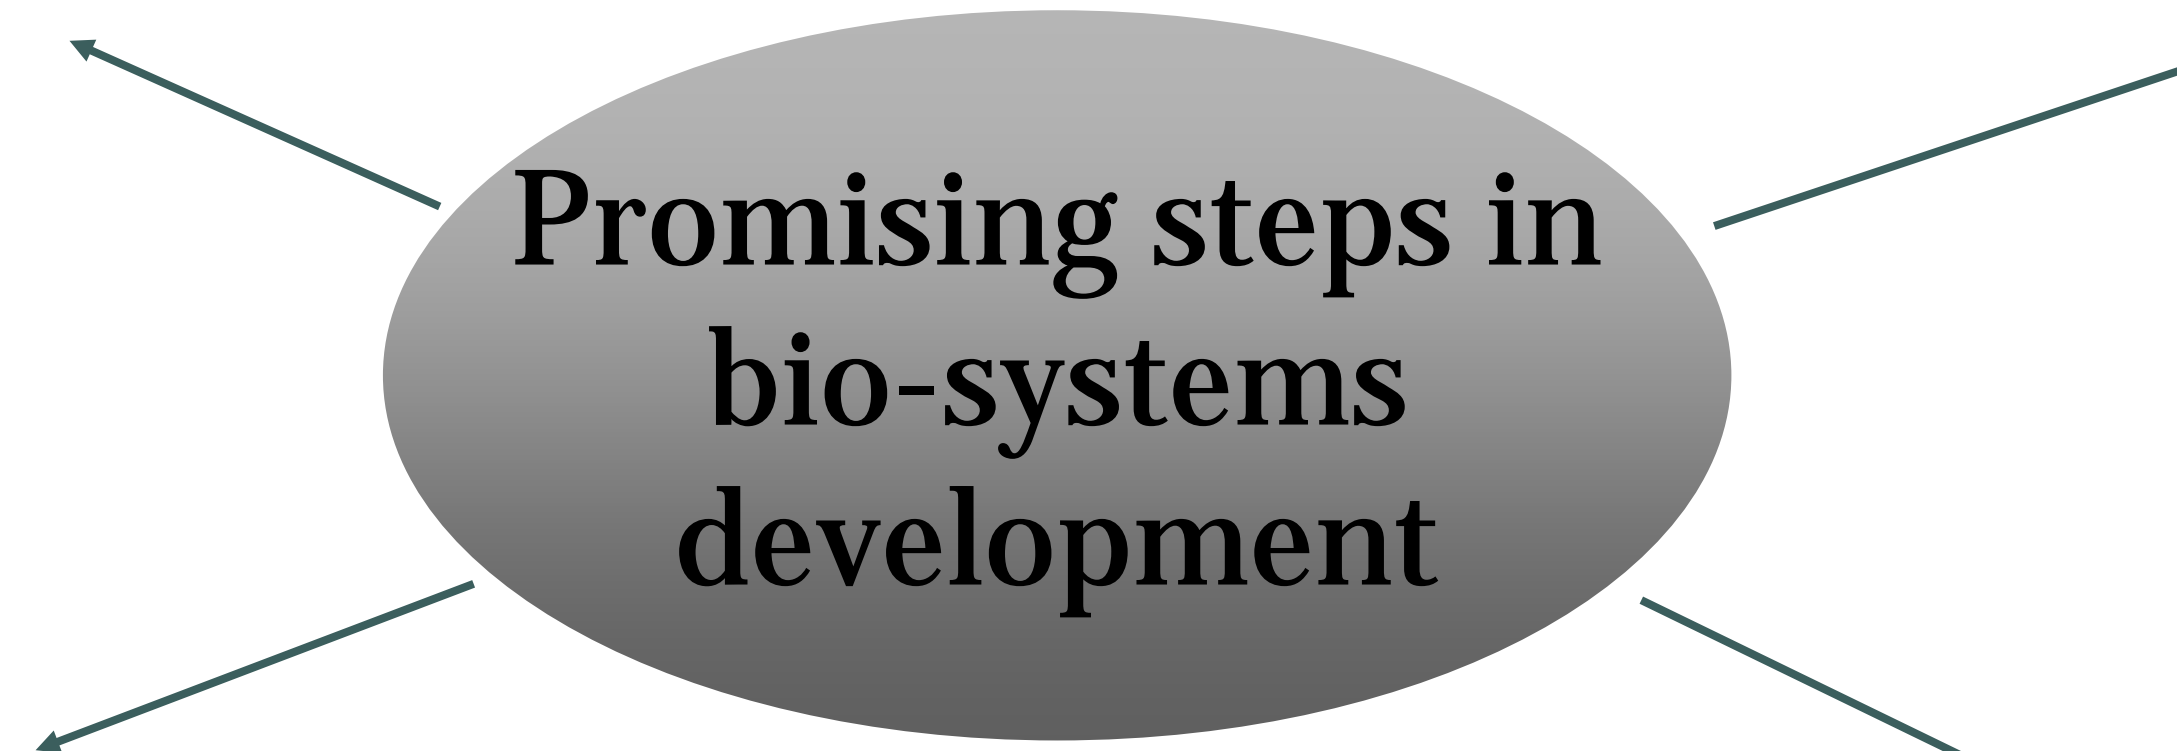 Promising steps in
bio-systems
development